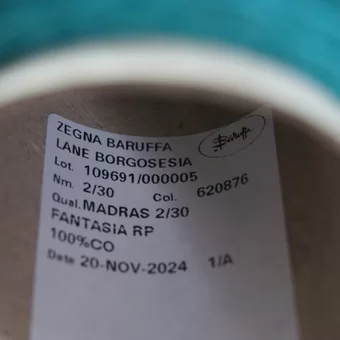 ZEGNA BARUFFA
Baruffa
LANE BORGOSESIA
Lot. 109691/000005
Nm. 2/30 Col. 620876
Qual. MADRAS 2/30
FANTASIA RP
100%CO
Date 20-NOV-2024 1/A